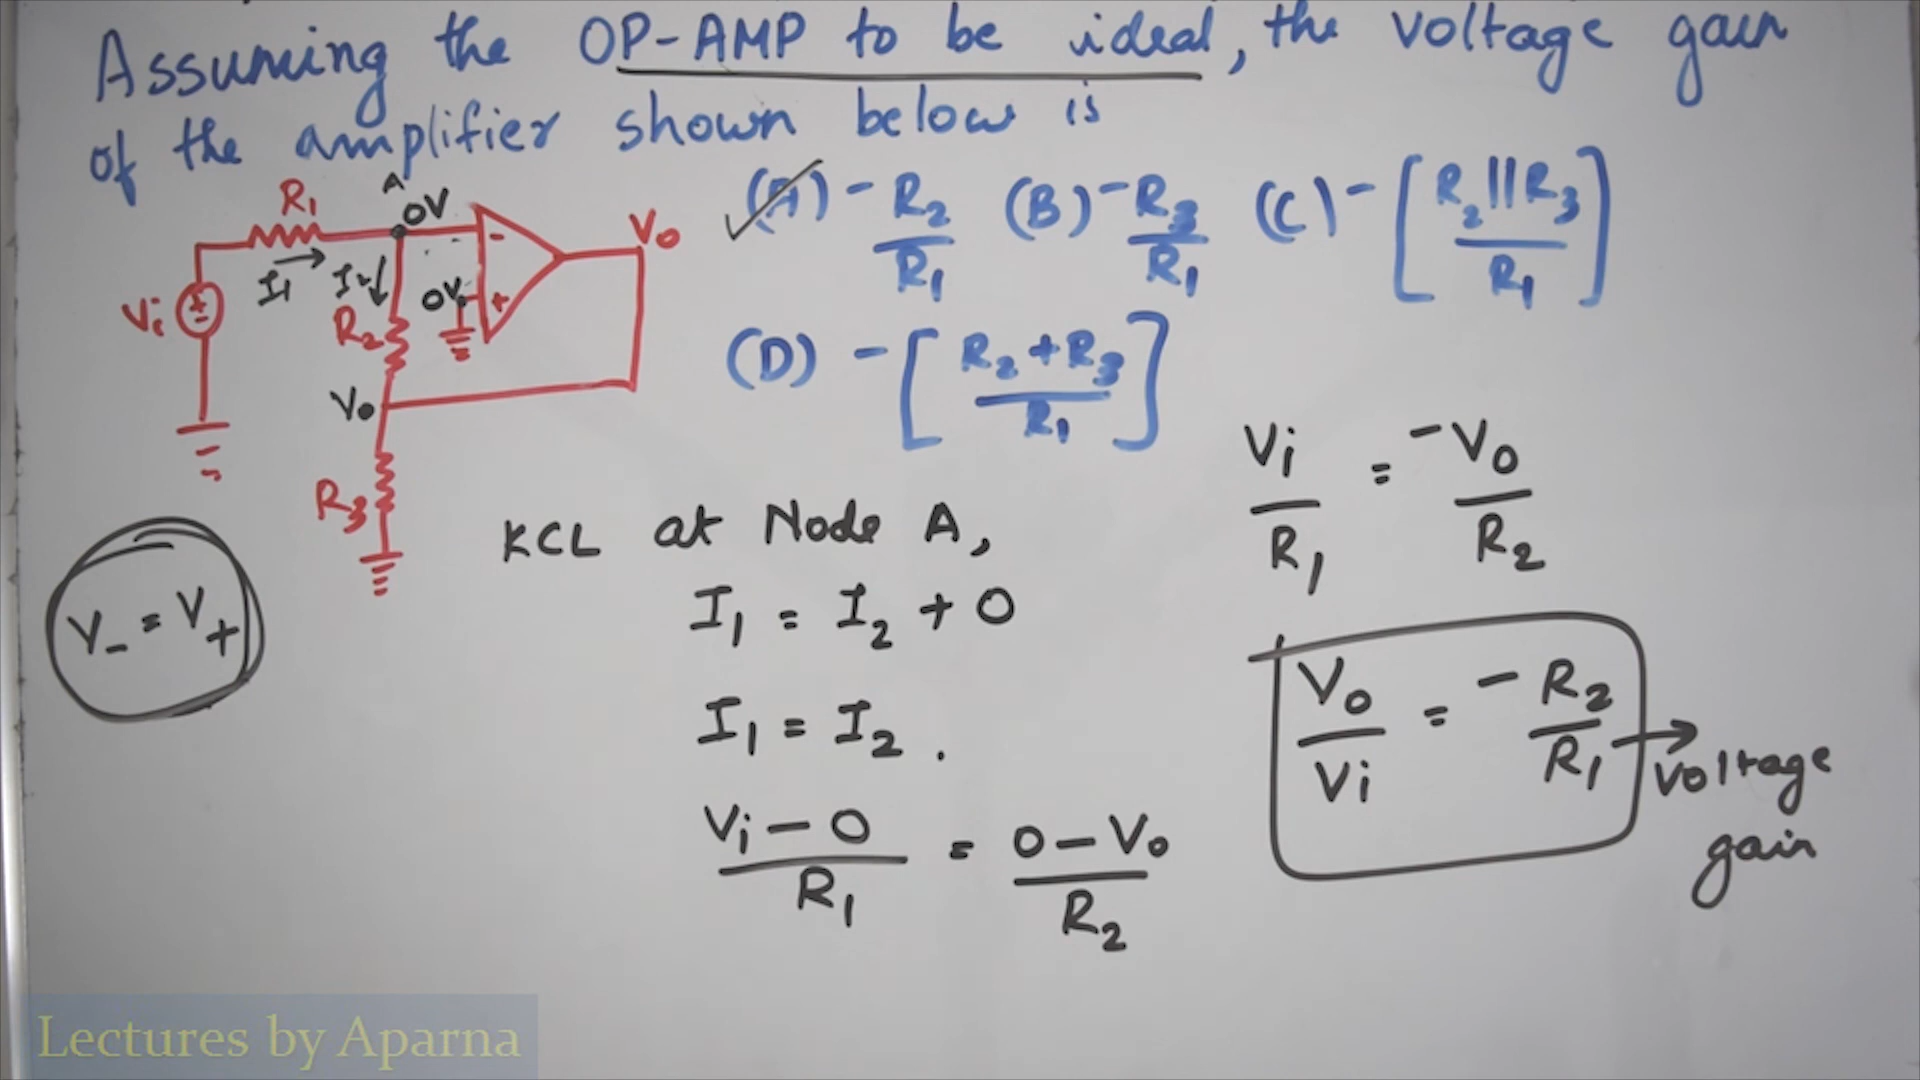 Assuming the OP-AMP to be ideal, the voltage gain
of the amplifier shown below is
(A) - R2/R1 (B) - R3/R1 (C) - [R2||R3 / R1]
(D) - [R2+R3 / R1]
R1
A
0V
-
Vo
I1
I2
Vi
±
R2
0V
+
Vo
R3
V- = V+
KCL at Node A,
I1 = I2 + 0
I1 = I2 .
Vi - 0 / R1 = 0 - Vo / R2
Vi / R1 = -Vo / R2
Vo / Vi = - R2 / R1 → voltage gain
Lectures by Aparna